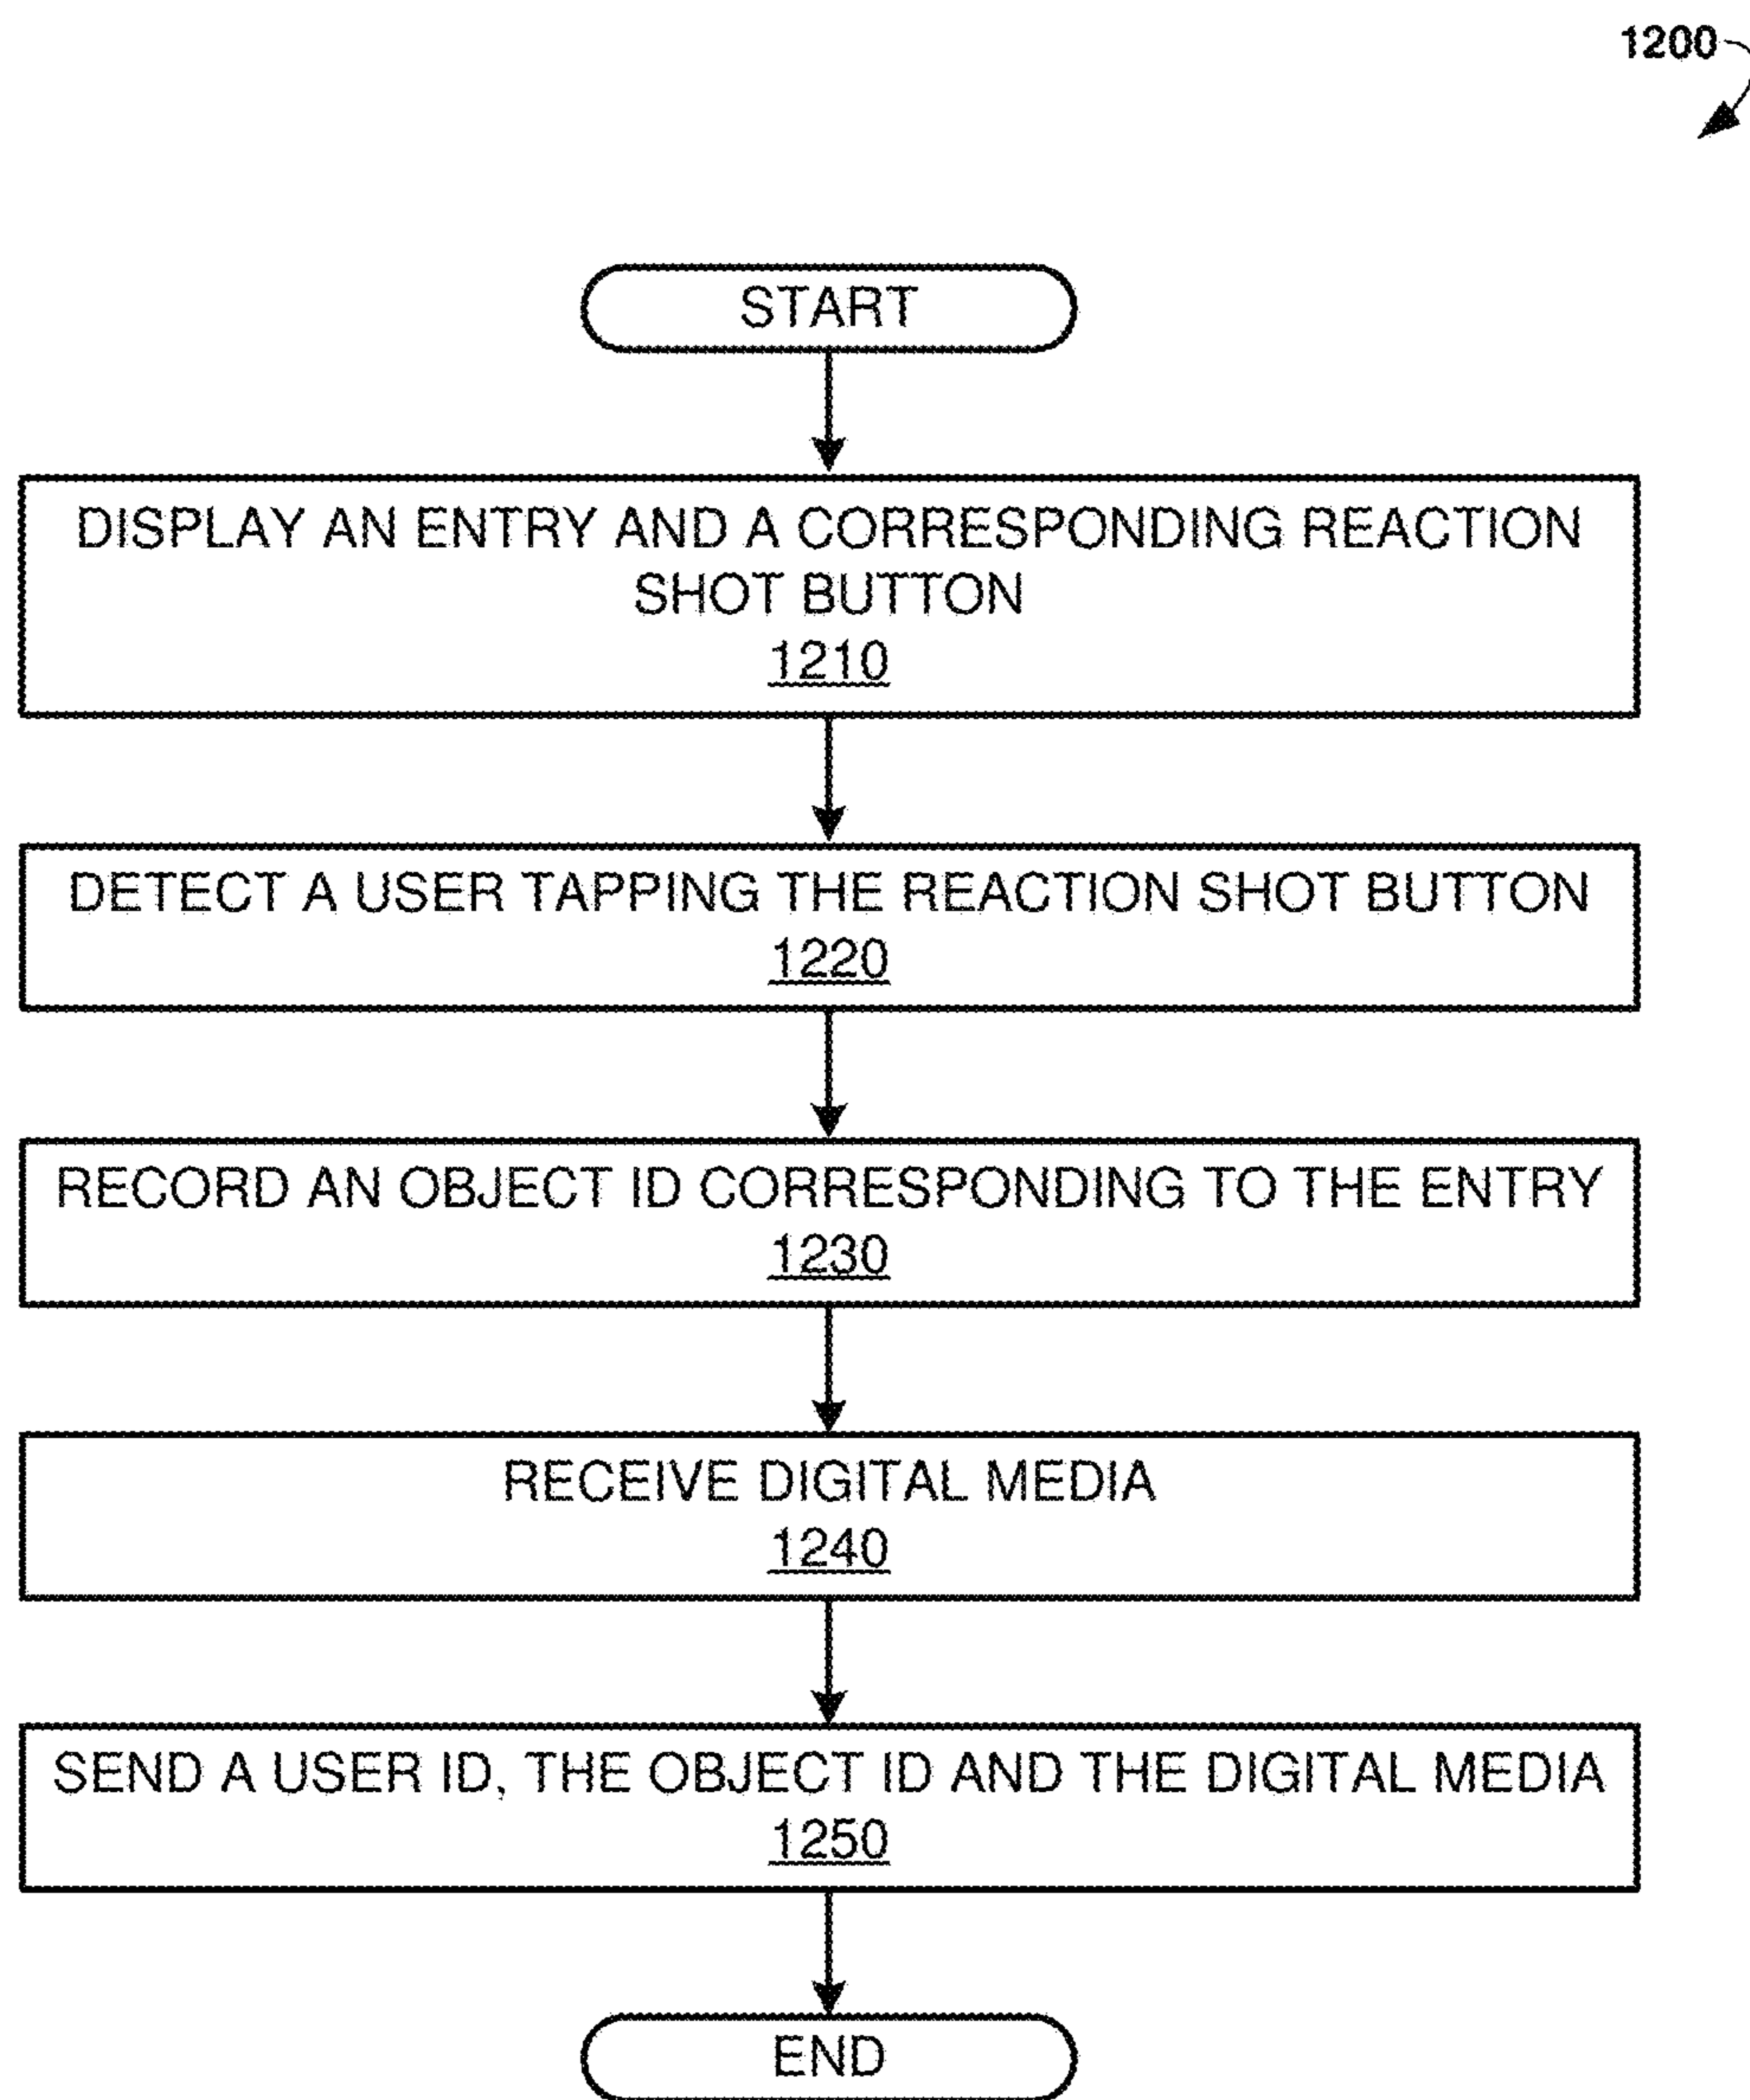 1200
START
DISPLAY AN ENTRY AND A CORRESPONDING REACTION
SHOT BUTTON
1210
DETECT A USER TAPPING THE REACTION SHOT BUTTON
1220
RECORD AN OBJECT ID CORRESPONDING TO THE ENTRY
1230
RECEIVE DIGITAL MEDIA
1240
SEND A USER ID, THE OBJECT ID AND THE DIGITAL MEDIA
1250
END